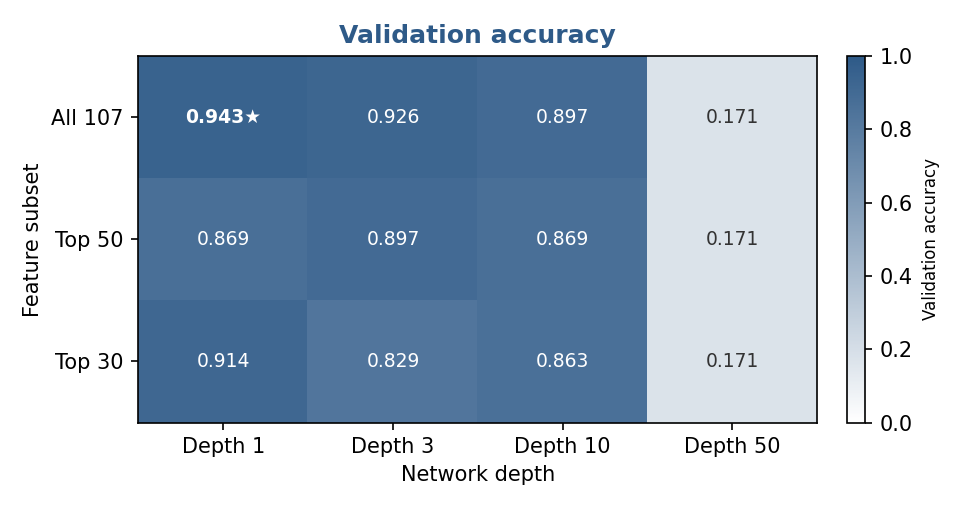 Validation accuracy
Feature subset
All 107 0.943★ 0.926 0.897 0.171
Top 50 0.869 0.897 0.869 0.171
Top 30 0.914 0.829 0.863 0.171
Depth 1 Depth 3 Depth 10 Depth 50
Network depth
1.0
0.8
0.6
0.4
0.2
0.0
Validation accuracy